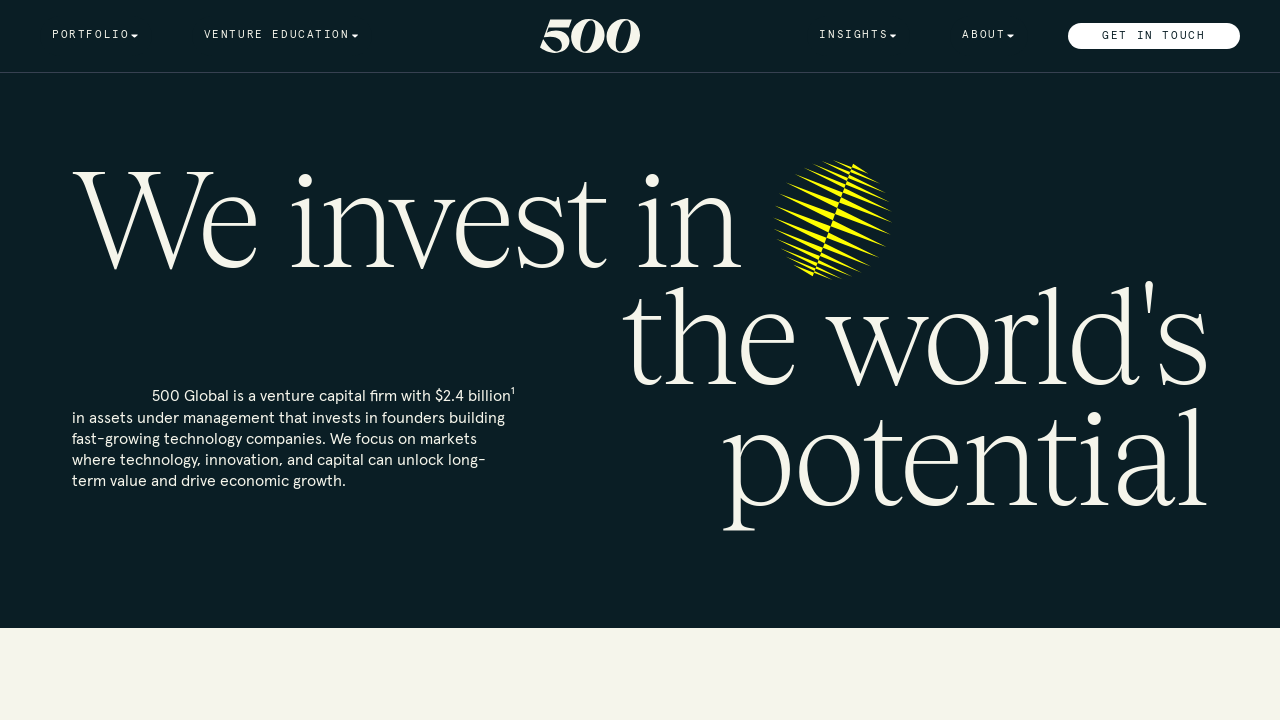 PORTFOLIO
VENTURE EDUCATION
500
INSIGHTS
ABOUT
GET IN TOUCH
We invest in
the world's
potential
500 Global is a venture capital firm with $2.4 billion¹
in assets under management that invests in founders building
fast-growing technology companies. We focus on markets
where technology, innovation, and capital can unlock long-
term value and drive economic growth.